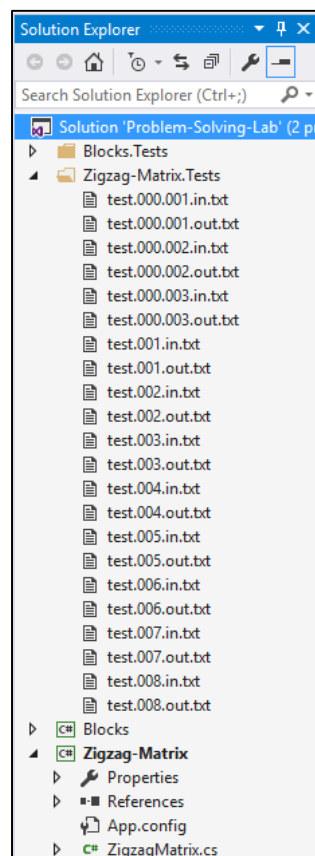 Solution Explorer
Search Solution Explorer (Ctrl+;)
Solution 'Problem-Solving-Lab' (2 pr
Blocks.Tests
Zigzag-Matrix.Tests
test.000.001.in.txt
test.000.001.out.txt
test.000.002.in.txt
test.000.002.out.txt
test.000.003.in.txt
test.000.003.out.txt
test.001.in.txt
test.001.out.txt
test.002.in.txt
test.002.out.txt
test.003.in.txt
test.003.out.txt
test.004.in.txt
test.004.out.txt
test.005.in.txt
test.005.out.txt
test.006.in.txt
test.006.out.txt
test.007.in.txt
test.007.out.txt
test.008.in.txt
test.008.out.txt
C# Blocks
C# Zigzag-Matrix
Properties
References
App.config
C# ZigzagMatrix.cs